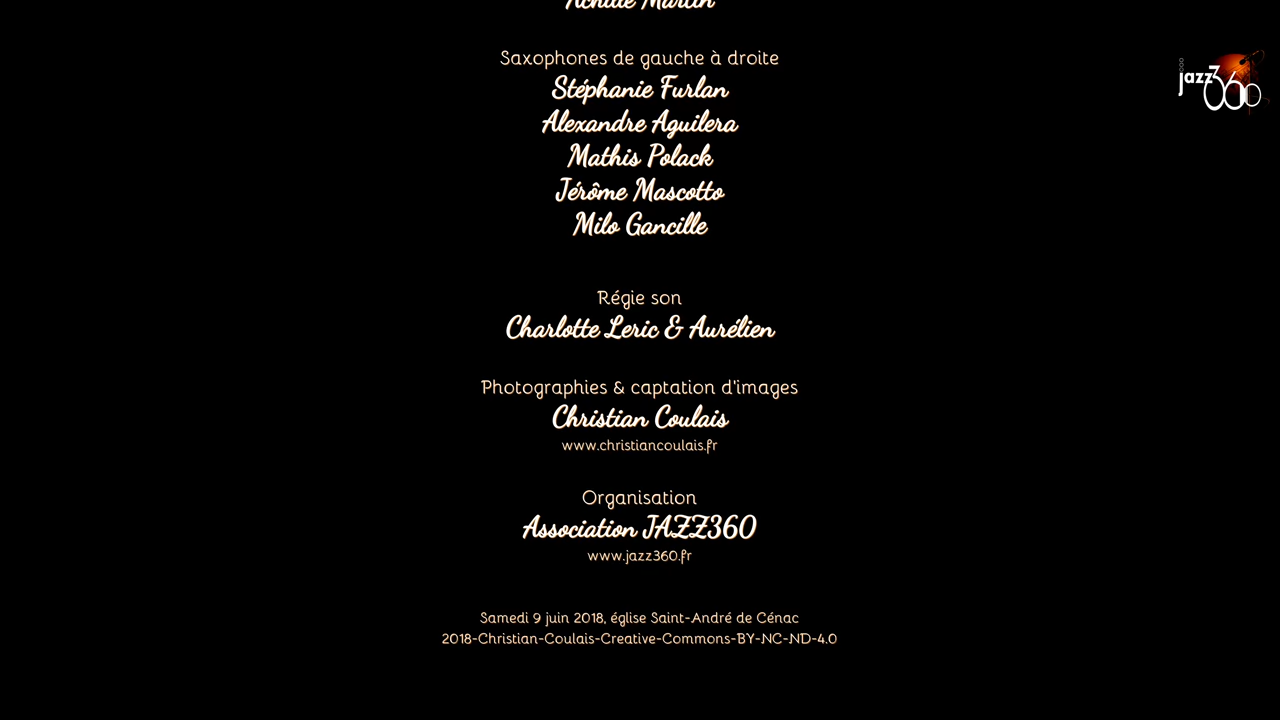 Achille Martin
Saxophones de gauche à droite
Stéphanie Furlan
Alexandre Aguilera
Mathis Polack
Jérôme Mascotto
Milo Gancille
Régie son
Charlotte Leric & Aurélien
Photographies & captation d'images
Christian Coulais
www.christiancoulais.fr
Organisation
Association JAZZ360
www.jazz360.fr
Samedi 9 juin 2018, église Saint-André de Cénac
2018-Christian-Coulais-Creative-Commons-BY-NC-ND-4.0
jazz360